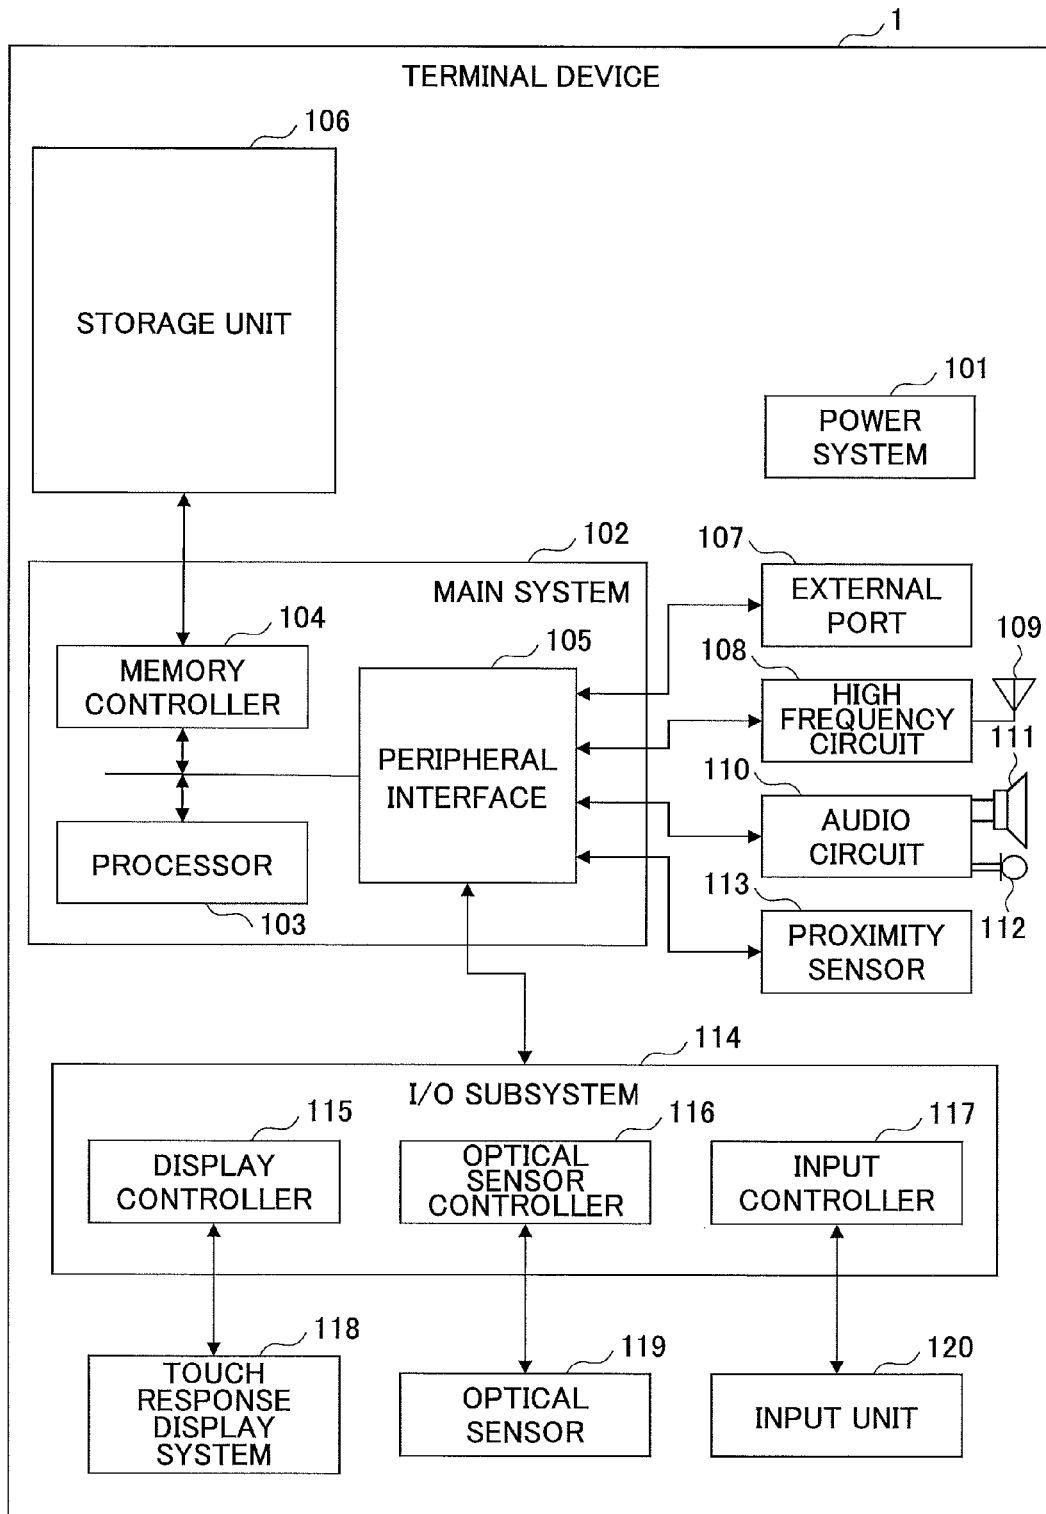 1
TERMINAL DEVICE
106
STORAGE UNIT
101
POWER
SYSTEM
102
MAIN SYSTEM
107
EXTERNAL
PORT
104
MEMORY
CONTROLLER
105
PERIPHERAL
INTERFACE
108
HIGH
FREQUENCY
CIRCUIT
109
111
110
AUDIO
CIRCUIT
PROCESSOR
103
112
113
PROXIMITY
SENSOR
114
I/O SUBSYSTEM
115
DISPLAY
CONTROLLER
116
OPTICAL
SENSOR
CONTROLLER
117
INPUT
CONTROLLER
118
TOUCH
RESPONSE
DISPLAY
SYSTEM
119
OPTICAL
SENSOR
120
INPUT UNIT